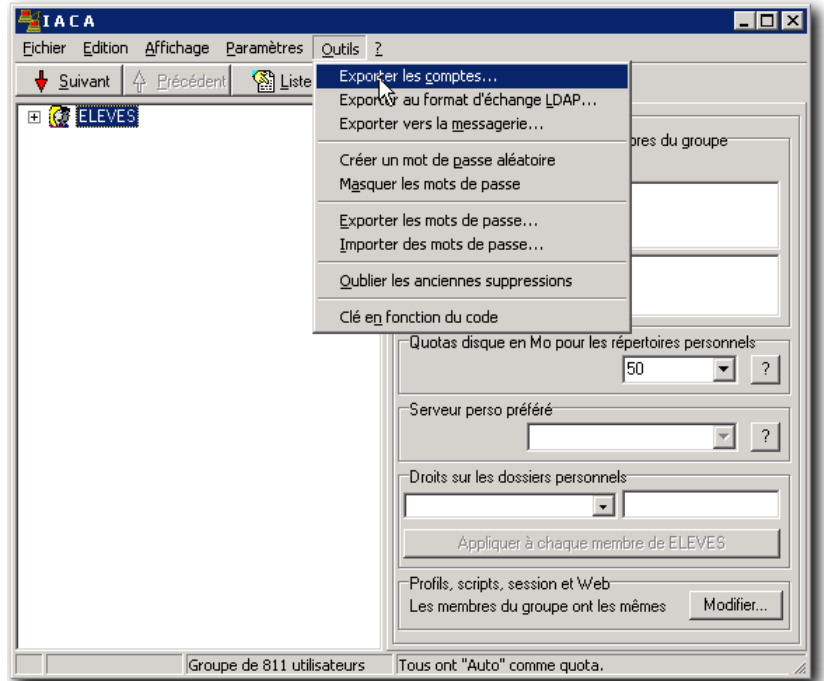 IACA
Fichier Edition Affichage Paramètres Outils ?
Suivant Précédent Liste
Exporter les comptes...
Exporter au format d'échange LDAP...
Exporter vers la messagerie...
Créer un mot de passe aléatoire
Masquer les mots de passe
Exporter les mots de passe...
Importer des mots de passe...
Oublier les anciennes suppressions
Clé en fonction du code
ELEVES
bres du groupe
Quotas disque en Mo pour les répertoires personnels
50 ?
Serveur perso préféré
?
Droits sur les dossiers personnels
Appliquer à chaque membre de ELEVES
Profils, scripts, session et Web
Les membres du groupe ont les mêmes Modifier...
Groupe de 811 utilisateurs Tous ont "Auto" comme quota.